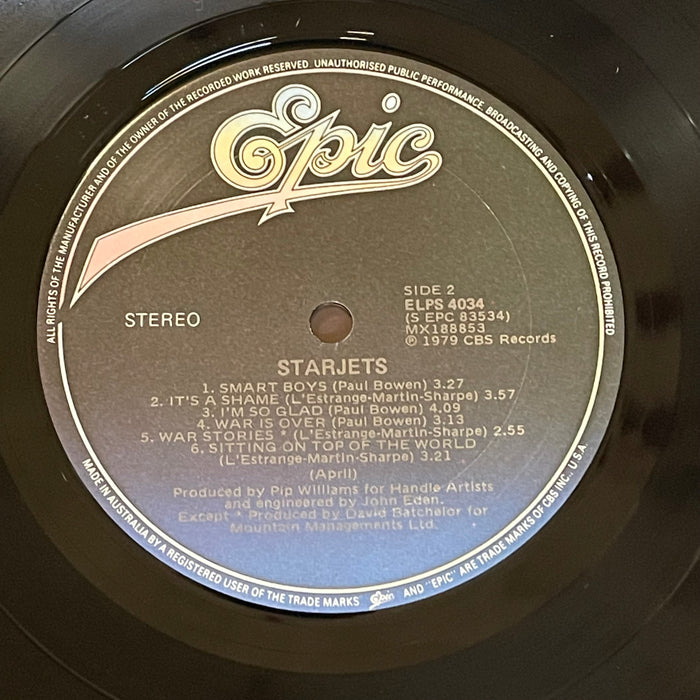 ALL RIGHTS OF THE MANUFACTURER AND OF THE OWNER OF THE RECORDED WORK RESERVED. UNAUTHORISED PUBLIC PERFORMANCE, BROADCASTING AND COPYING OF THIS RECORD PROHIBITED
Epic
SIDE 2
ELPS 4034
(S EPC 83534)
MX188853
℗ 1979 CBS Records
STEREO
STARJETS
1. SMART BOYS (Paul Bowen) 3.27
2. IT'S A SHAME (L'Estrange-Martin-Sharpe) 3.57
3. I'M SO GLAD (Paul Bowen) 4.09
4. WAR IS OVER (Paul Bowen) 3.13
5. WAR STORIES * (L'Estrange-Martin-Sharpe) 2.55
6. SITTING ON TOP OF THE WORLD
(L'Estrange-Martin-Sharpe) 3.21
(April)
Produced by Pip Williams for Handle Artists
and engineered by John Eden.
Except * Produced by David Batchelor for
Mountain Managements Ltd.
MADE IN AUSTRALIA BY A REGISTERED USER OF THE TRADE MARKS Epic AND "EPIC" ARE TRADE MARKS OF CBS INC., U.S.A.